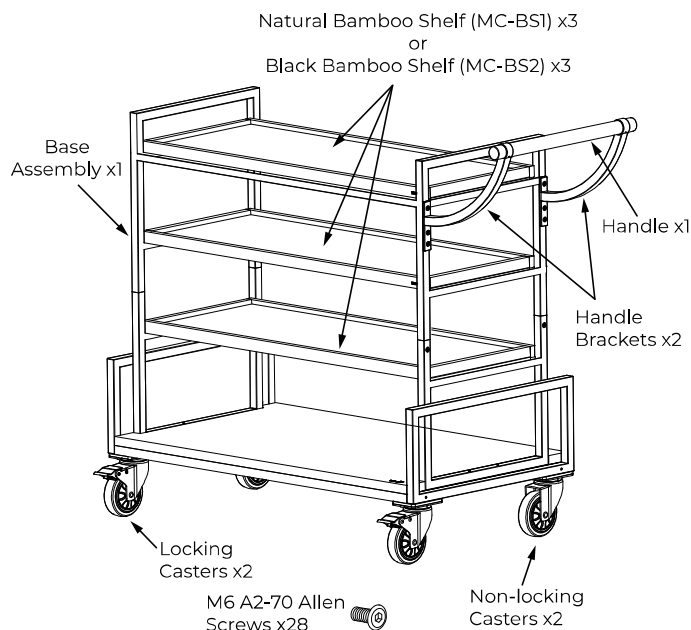 Natural Bamboo Shelf (MC-BS1) x3
or
Black Bamboo Shelf (MC-BS2) x3
Base
Assembly x1
Handle x1
Handle
Brackets x2
Locking
Casters x2
M6 A2-70 Allen
Screws x28
Non-locking
Casters x2